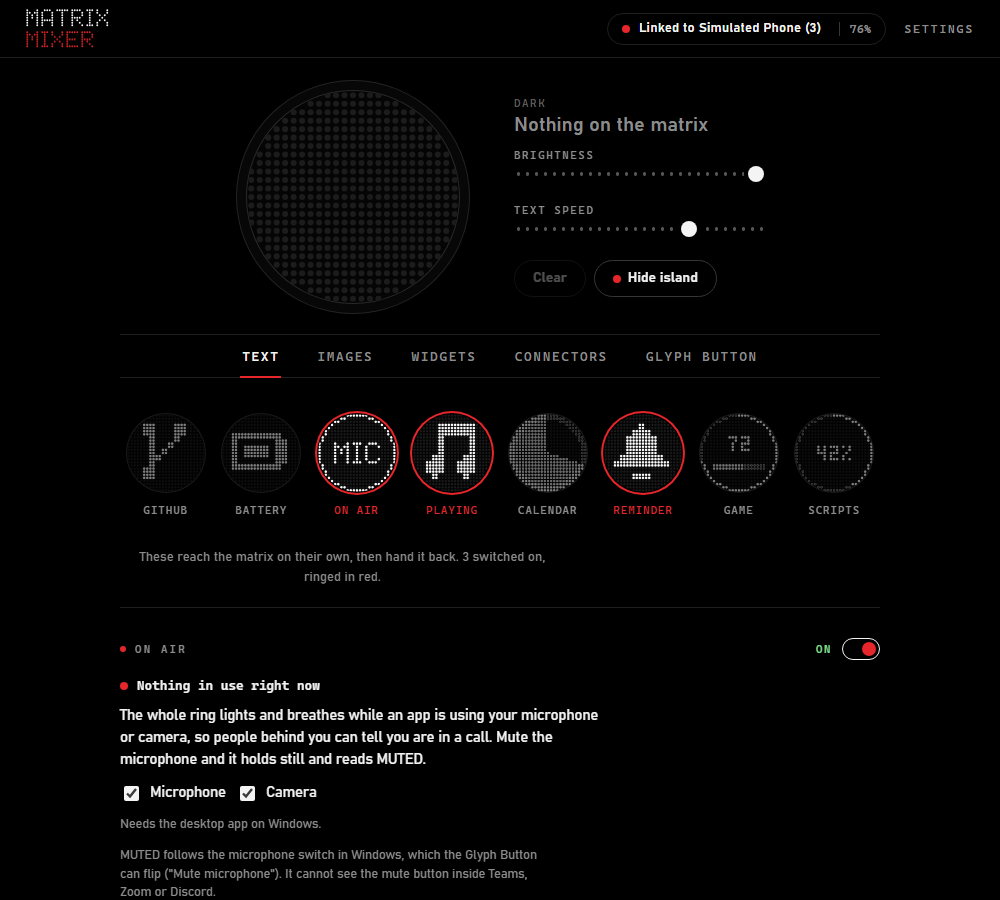 MATRIX
MIXER
Linked to Simulated Phone (3)
76%
SETTINGS
DARK
Nothing on the matrix
BRIGHTNESS
TEXT SPEED
Clear
Hide island
TEXT
IMAGES
WIDGETS
CONNECTORS
GLYPH BUTTON
MIC
72
42%
GITHUB
BATTERY
ON AIR
PLAYING
CALENDAR
REMINDER
GAME
SCRIPTS
These reach the matrix on their own, then hand it back. 3 switched on,
ringed in red.
ON AIR
ON
Nothing in use right now
The whole ring lights and breathes while an app is using your microphone
or camera, so people behind you can tell you are in a call. Mute the
microphone and it holds still and reads MUTED.
Microphone
Camera
Needs the desktop app on Windows.
MUTED follows the microphone switch in Windows, which the Glyph Button
can flip ("Mute microphone"). It cannot see the mute button inside Teams,
Zoom or Discord.